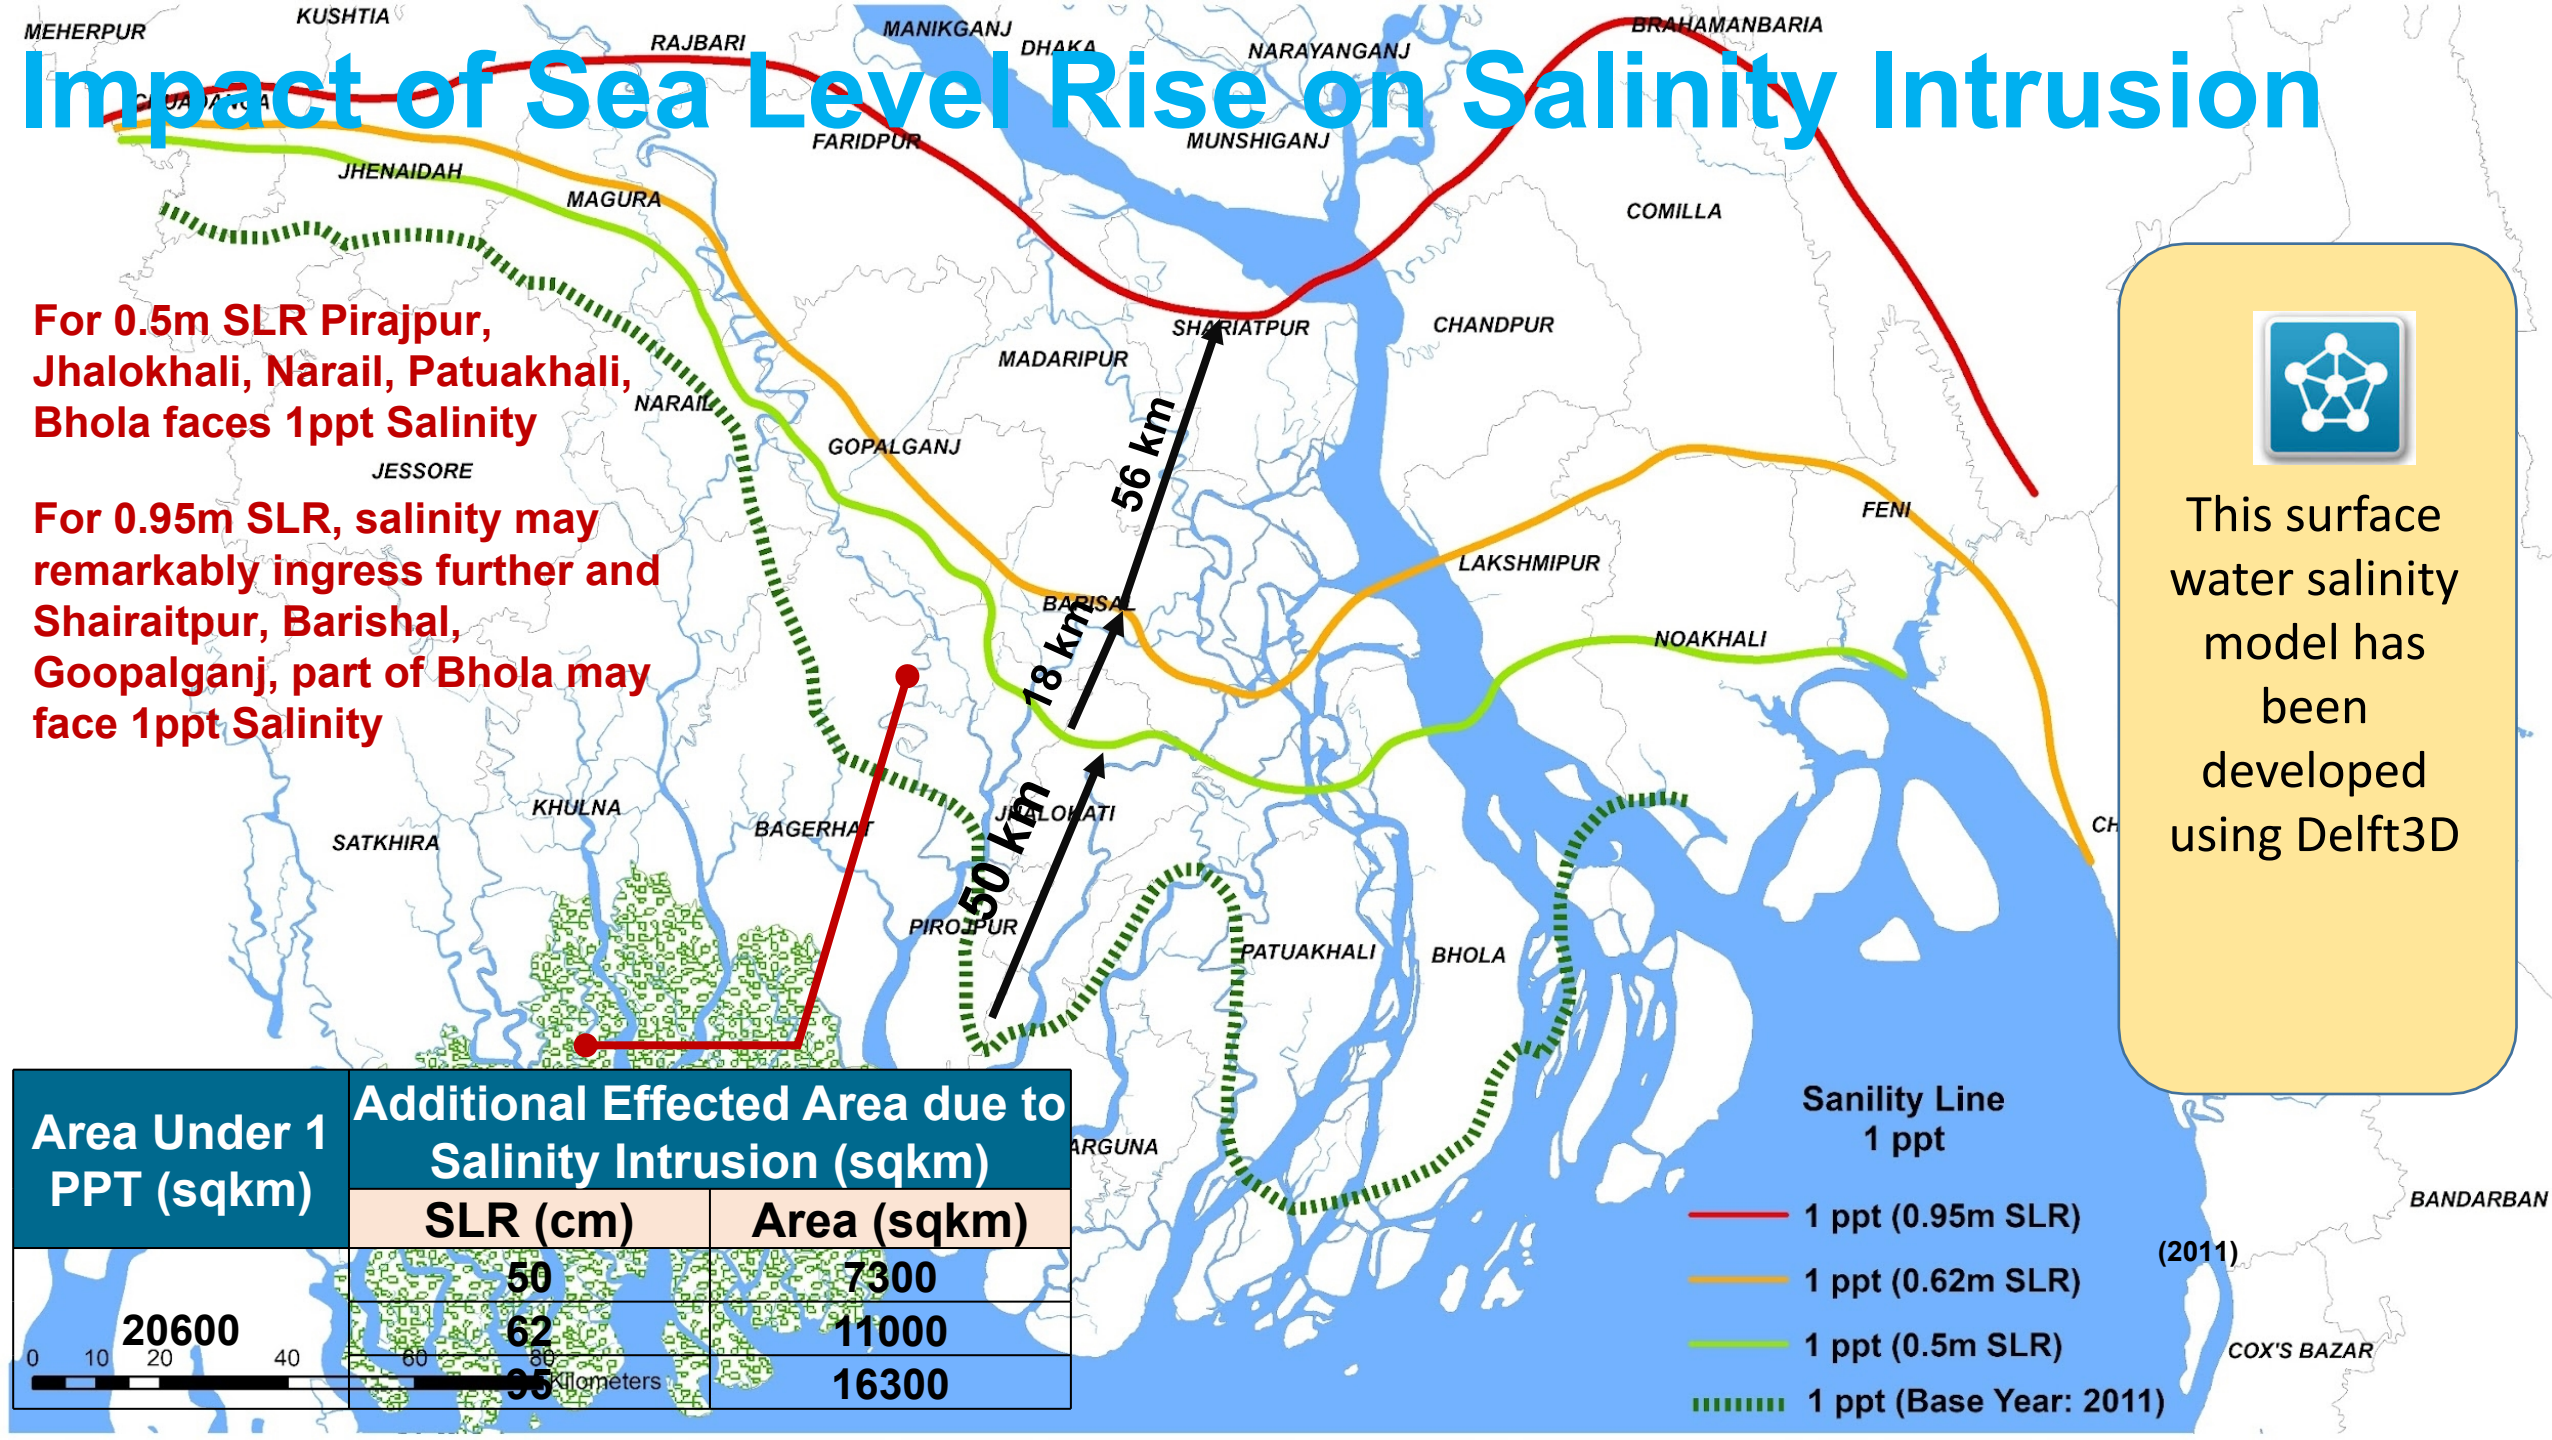 MEHERPUR
KUSHTIA
RAJBARI
MANIKGANJ
DHAKA
NARAYANGANJ
BRAHAMANBARIA
Impact of Sea Level Rise on Salinity Intrusion
CHUADANGA
FARIDPUR
MUNSHIGANJ
JHENAIDAH
MAGURA
COMILLA
For 0.5m SLR Pirajpur,
Jhalokhali, Narail, Patuakhali,
Bhola faces 1ppt Salinity
SHARIATPUR
CHANDPUR
MADARIPUR
NARAIL
GOPALGANJ
JESSORE
56 km
For 0.95m SLR, salinity may
remarkably ingress further and
Shairaitpur, Barishal,
Goopalganj, part of Bhola may
face 1ppt Salinity
FENI
LAKSHMIPUR
BARISAL
18 km
NOAKHALI
This surface
water salinity
model has
been
developed
using Delft3D
KHULNA
SATKHIRA
BAGERHAT
JHALOKATI
50 km
CH
PIROJPUR
PATUAKHALI
BHOLA
ARGUNA
BANDARBAN
COX'S BAZAR
Area Under 1
PPT (sqkm)
Additional Effected Area due to
Salinity Intrusion (sqkm)
SLR (cm)
Area (sqkm)
50
7300
20600
62
11000
95
16300
0 10 20 40 60 80
Kilometers
Sanility Line
1 ppt
1 ppt (0.95m SLR)
(2011)
1 ppt (0.62m SLR)
1 ppt (0.5m SLR)
1 ppt (Base Year: 2011)